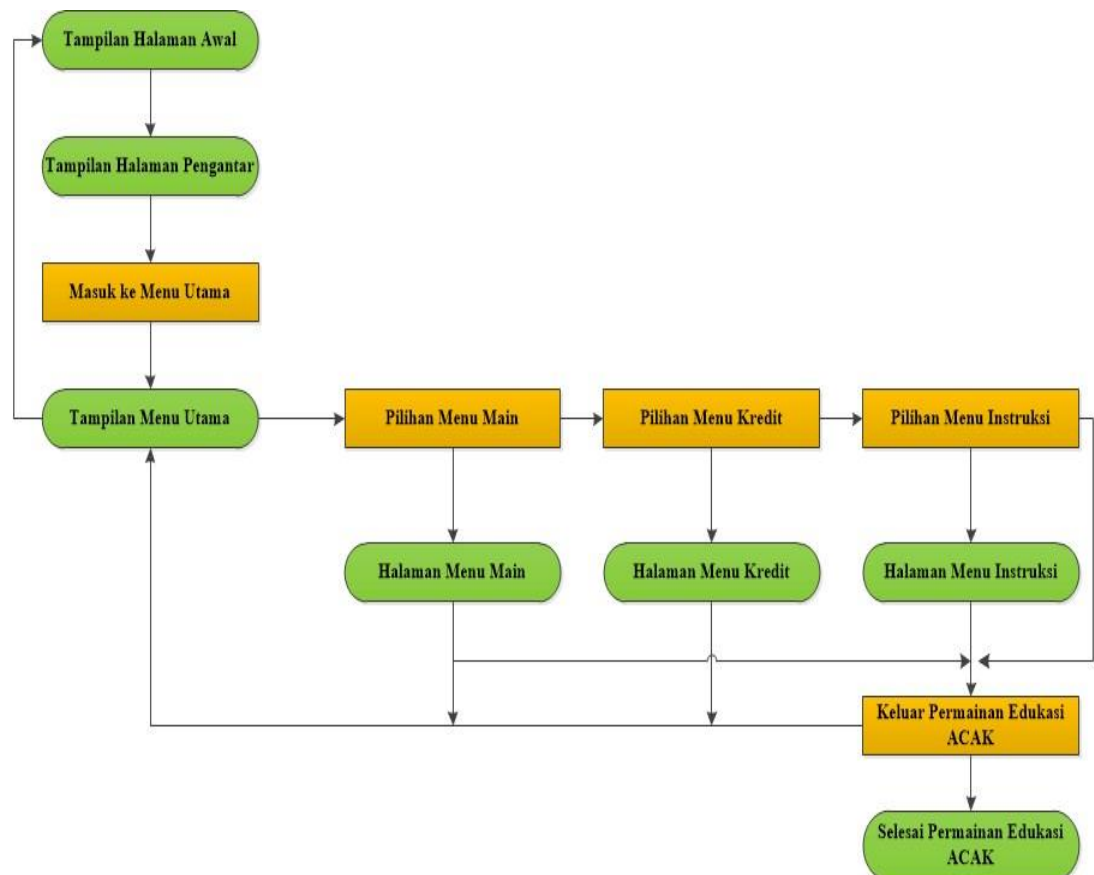 Tampilan Halaman Awal
Tampilan Halaman Pengantar
Masuk ke Menu Utama
Tampilan Menu Utama
Pilihan Menu Main
Pilihan Menu Kredit
Pilihan Menu Instruksi
Halaman Menu Main
Halaman Menu Kredit
Halaman Menu Instruksi
Keluar Permainan Edukasi
ACAK
Selesai Permainan Edukasi
ACAK